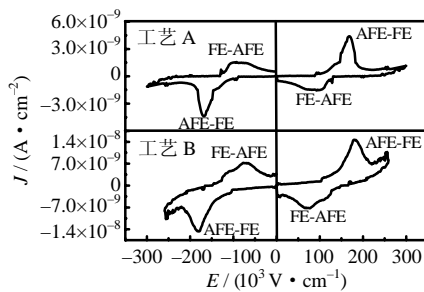 6.0×10⁻⁹
3.0×10⁻⁹
0
−3.0×10⁻⁹
工艺 A
FE-AFE
AFE-FE
AFE-FE
FE-AFE
1.4×10⁻⁸
7.0×10⁻⁹
0
−7.0×10⁻⁹
−1.4×10⁻⁸
工艺 B
FE-AFE
AFE-FE
AFE-FE
FE-AFE
J / (A • cm⁻²)
−300 −200 −100 0 100 200 300
E / (10³ V • cm⁻¹)